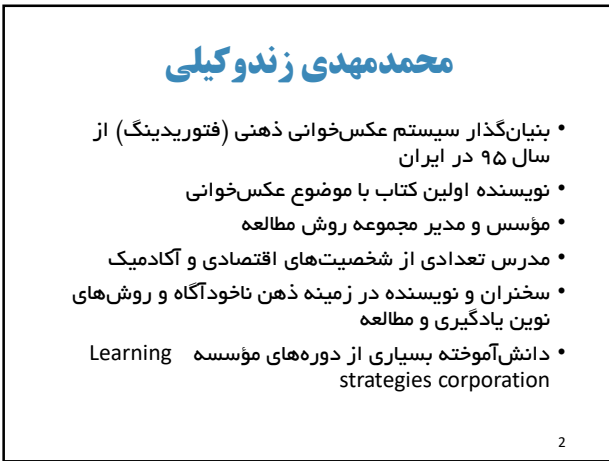 محمدمهدی زندوکیلی
• بنیان‌گذار سیستم عکس‌خوانی ذهنی (فتوریدینگ) از
سال ۹۵ در ایران
• نویسنده اولین کتاب با موضوع عکس‌خوانی
• مؤسس و مدیر مجموعه روش مطالعه
• مدرس تعدادی از شخصیت‌های اقتصادی و آکادمیک
• سخنران و نویسنده در زمینه ذهن ناخودآگاه و روش‌های
نوین یادگیری و مطالعه
• دانش‌آموخته بسیاری از دوره‌های مؤسسه Learning
strategies corporation
2